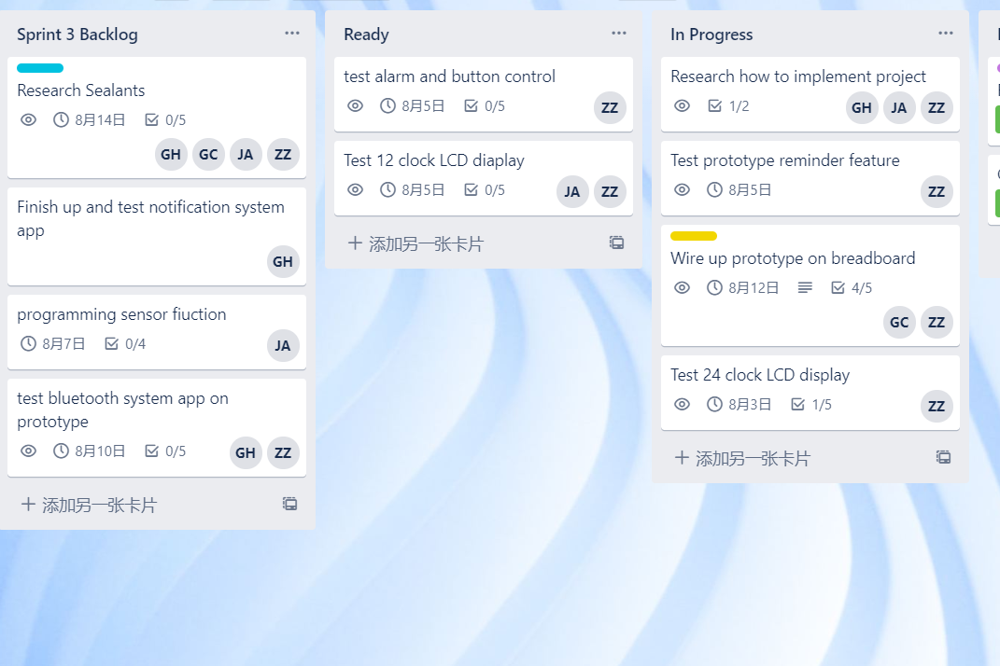 Sprint 3 Backlog
Research Sealants
8月14日 0/5
GH GC JA ZZ
Finish up and test notification system
app
GH
programming sensor fiuction
8月7日 0/4
JA
test bluetooth system app on
prototype
8月10日 0/5
GH ZZ
+ 添加另一张卡片
Ready
test alarm and button control
8月5日 0/5
ZZ
Test 12 clock LCD diaplay
8月5日 0/5
JA ZZ
+ 添加另一张卡片
In Progress
Research how to implement project
1/2
GH JA ZZ
Test prototype reminder feature
8月5日
ZZ
Wire up prototype on breadboard
8月12日 4/5
GC ZZ
Test 24 clock LCD display
8月3日 1/5
ZZ
+ 添加另一张卡片